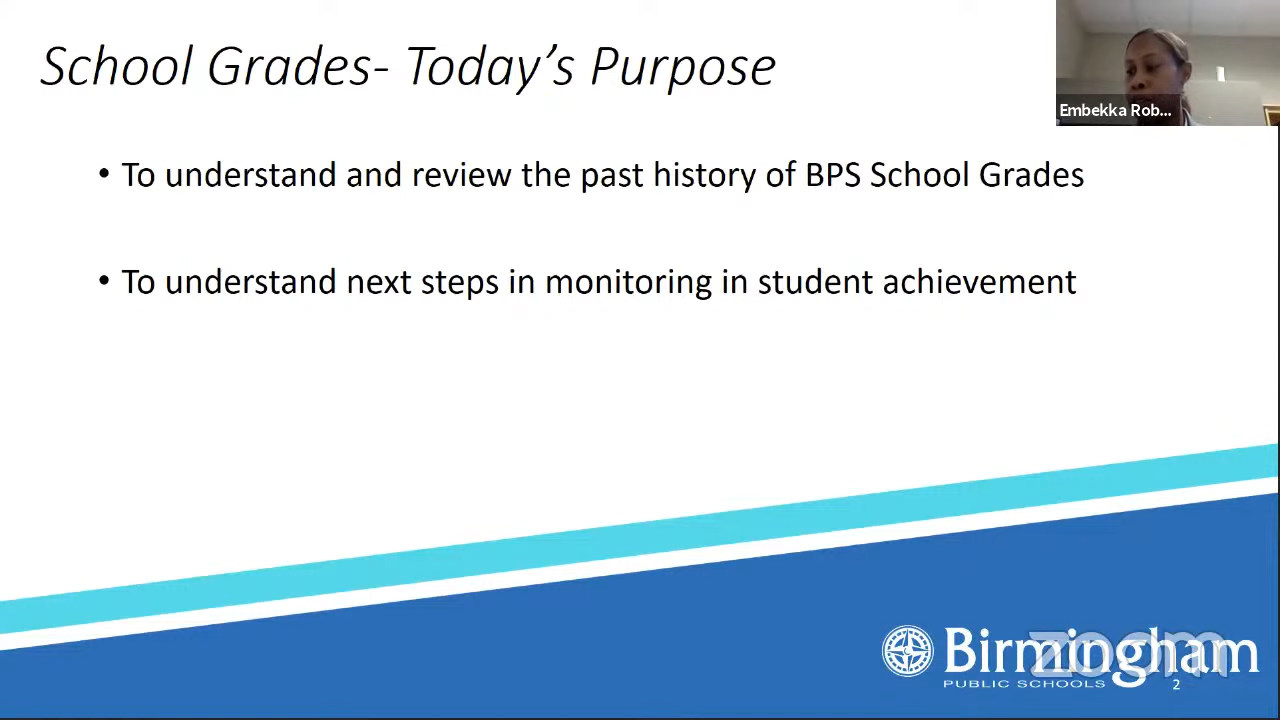 School Grades- Today's Purpose
Embekka Rob...
• To understand and review the past history of BPS School Grades
• To understand next steps in monitoring in student achievement
Birmingham
zoom
PUBLIC SCHOOLS
2